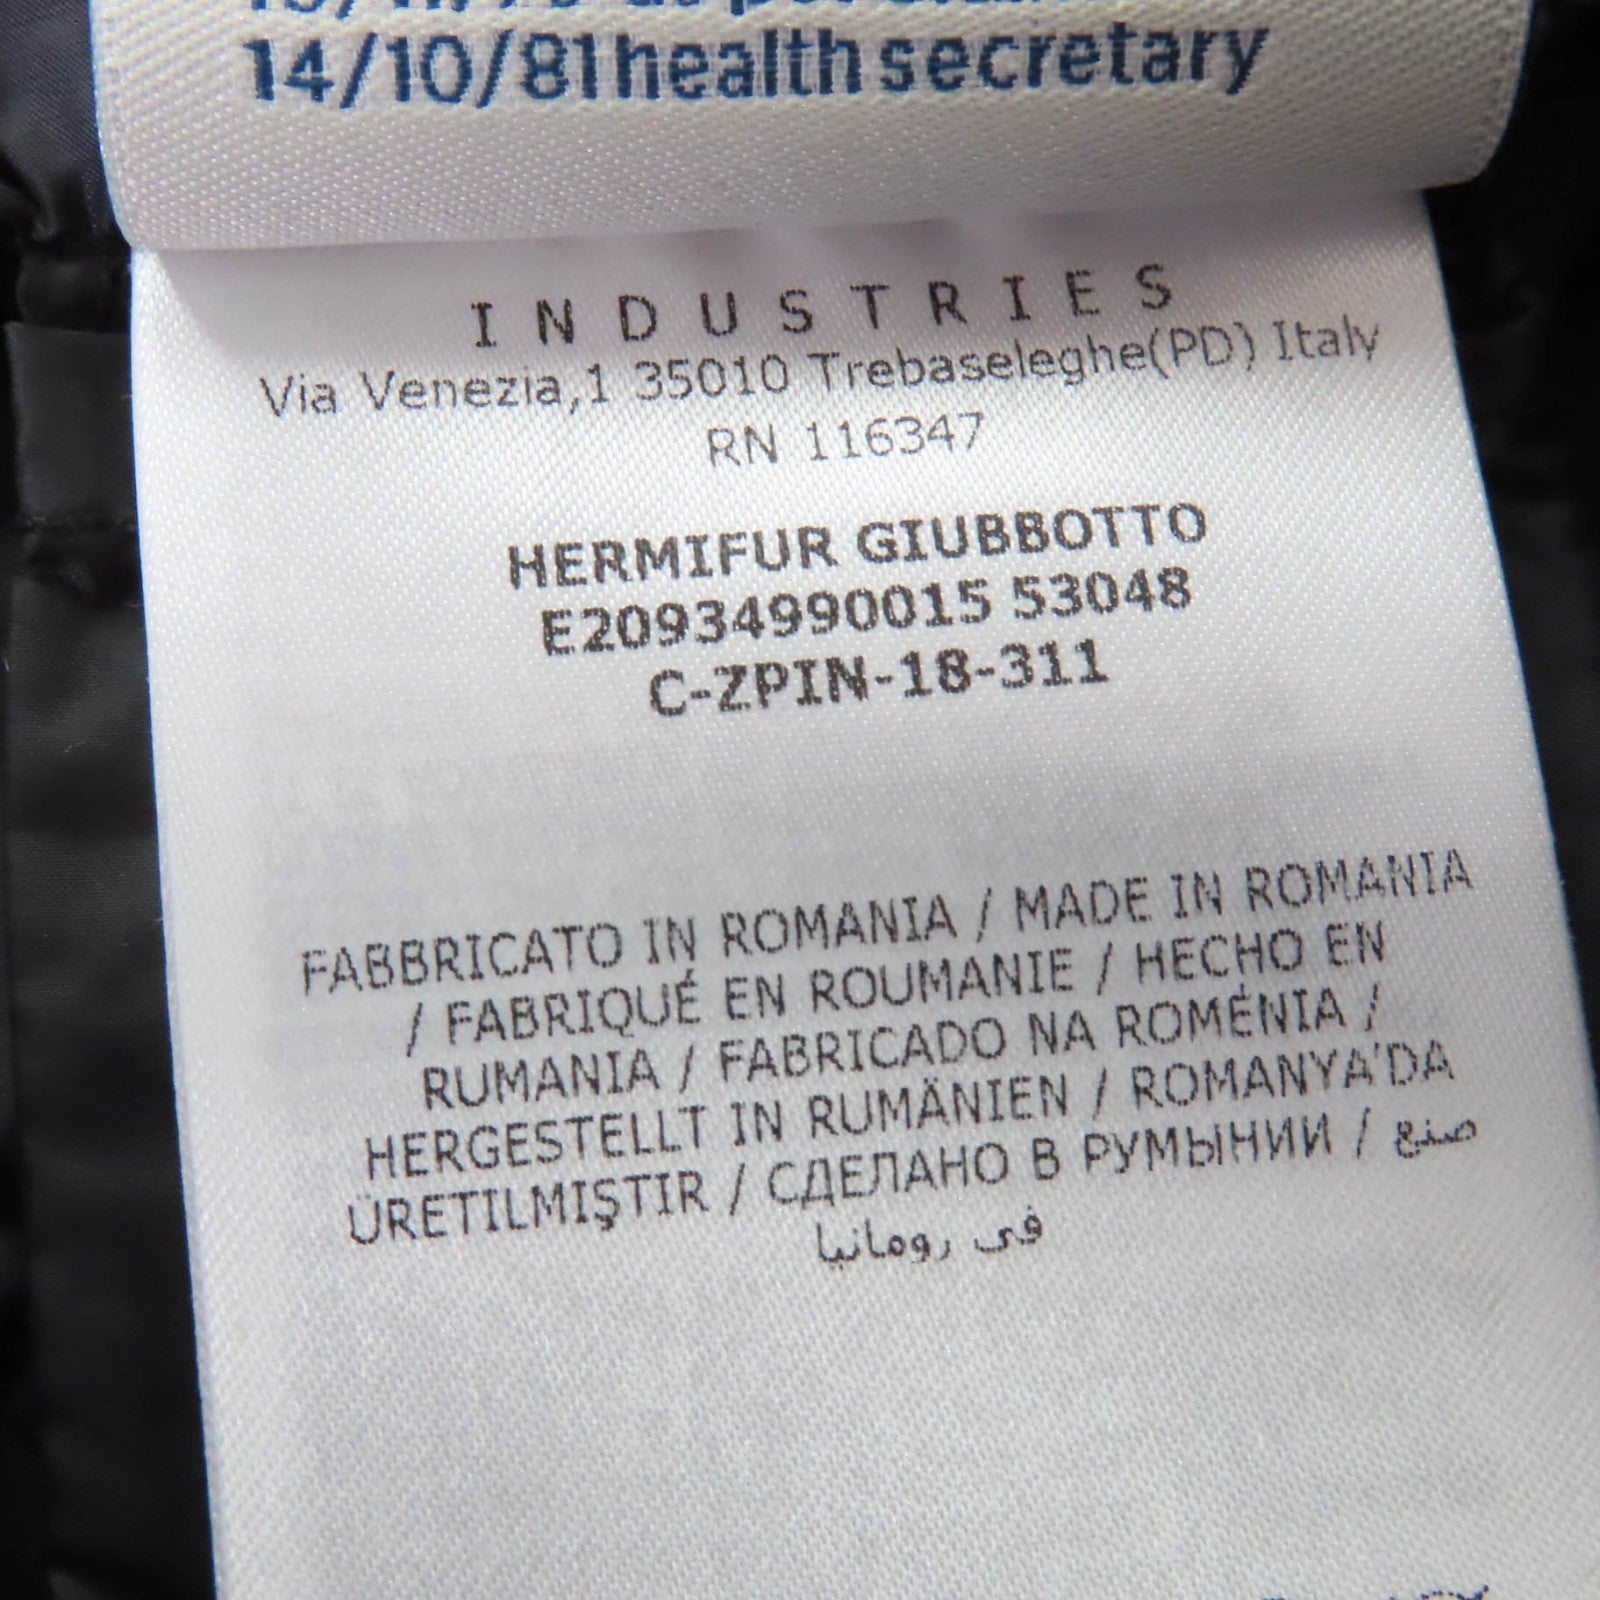 14/10/81 health secretary
INDUSTRIES
Via Venezia,1 35010 Trebaseleghe(PD) Italy
RN 116347
HERMIFUR GIUBBOTTO
E20934990015 53048
C-ZPIN-18-311
FABBRICATO IN ROMANIA / MADE IN ROMANIA
/ FABRIQUÉ EN ROUMANIE / HECHO EN
RUMANIA / FABRICADO NA ROMÉNIA /
HERGESTELLT IN RUMÄNIEN / ROMANYA'DA
ÜRETILMIŞTIR / СДЕЛАНО В РУМЫНИИ / صنع
في رومانيا